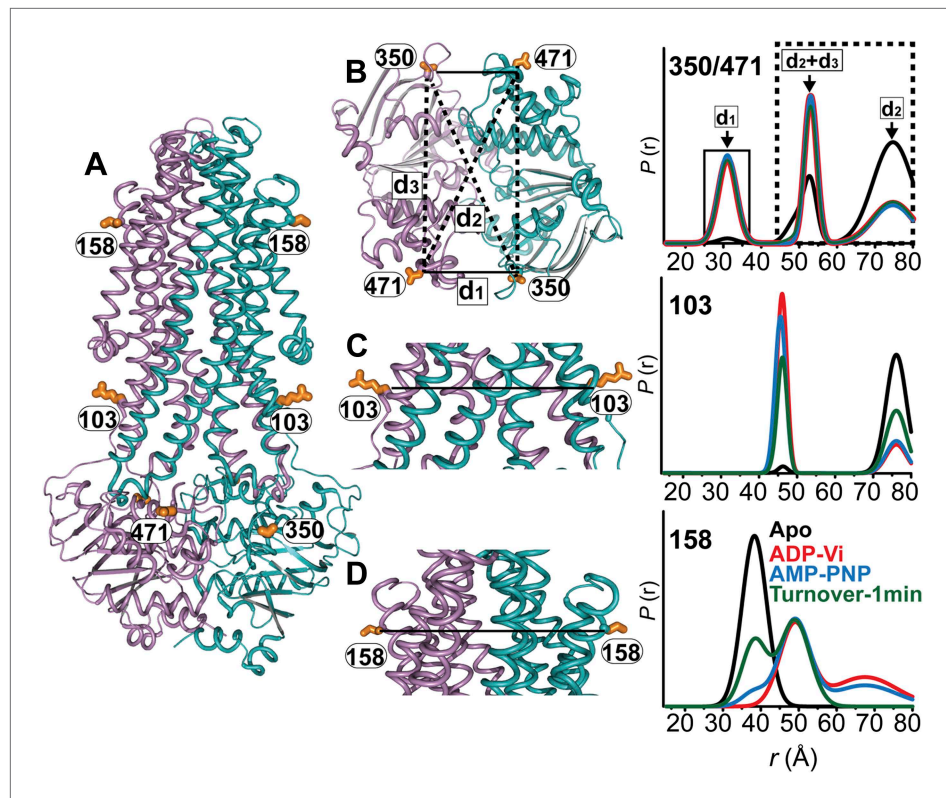 A
158
158
103
103
471
350
B
350
471
d3
d2
471
d1
350
C
103
103
D
158
158
350/471
d2+d3
d1
d2
P (r)
20 30 40 50 60 70 80
103
P (r)
20 30 40 50 60 70 80
158
Apo
ADP-Vi
AMP-PNP
Turnover-1min
P (r)
20 30 40 50 60 70 80
r (Å)